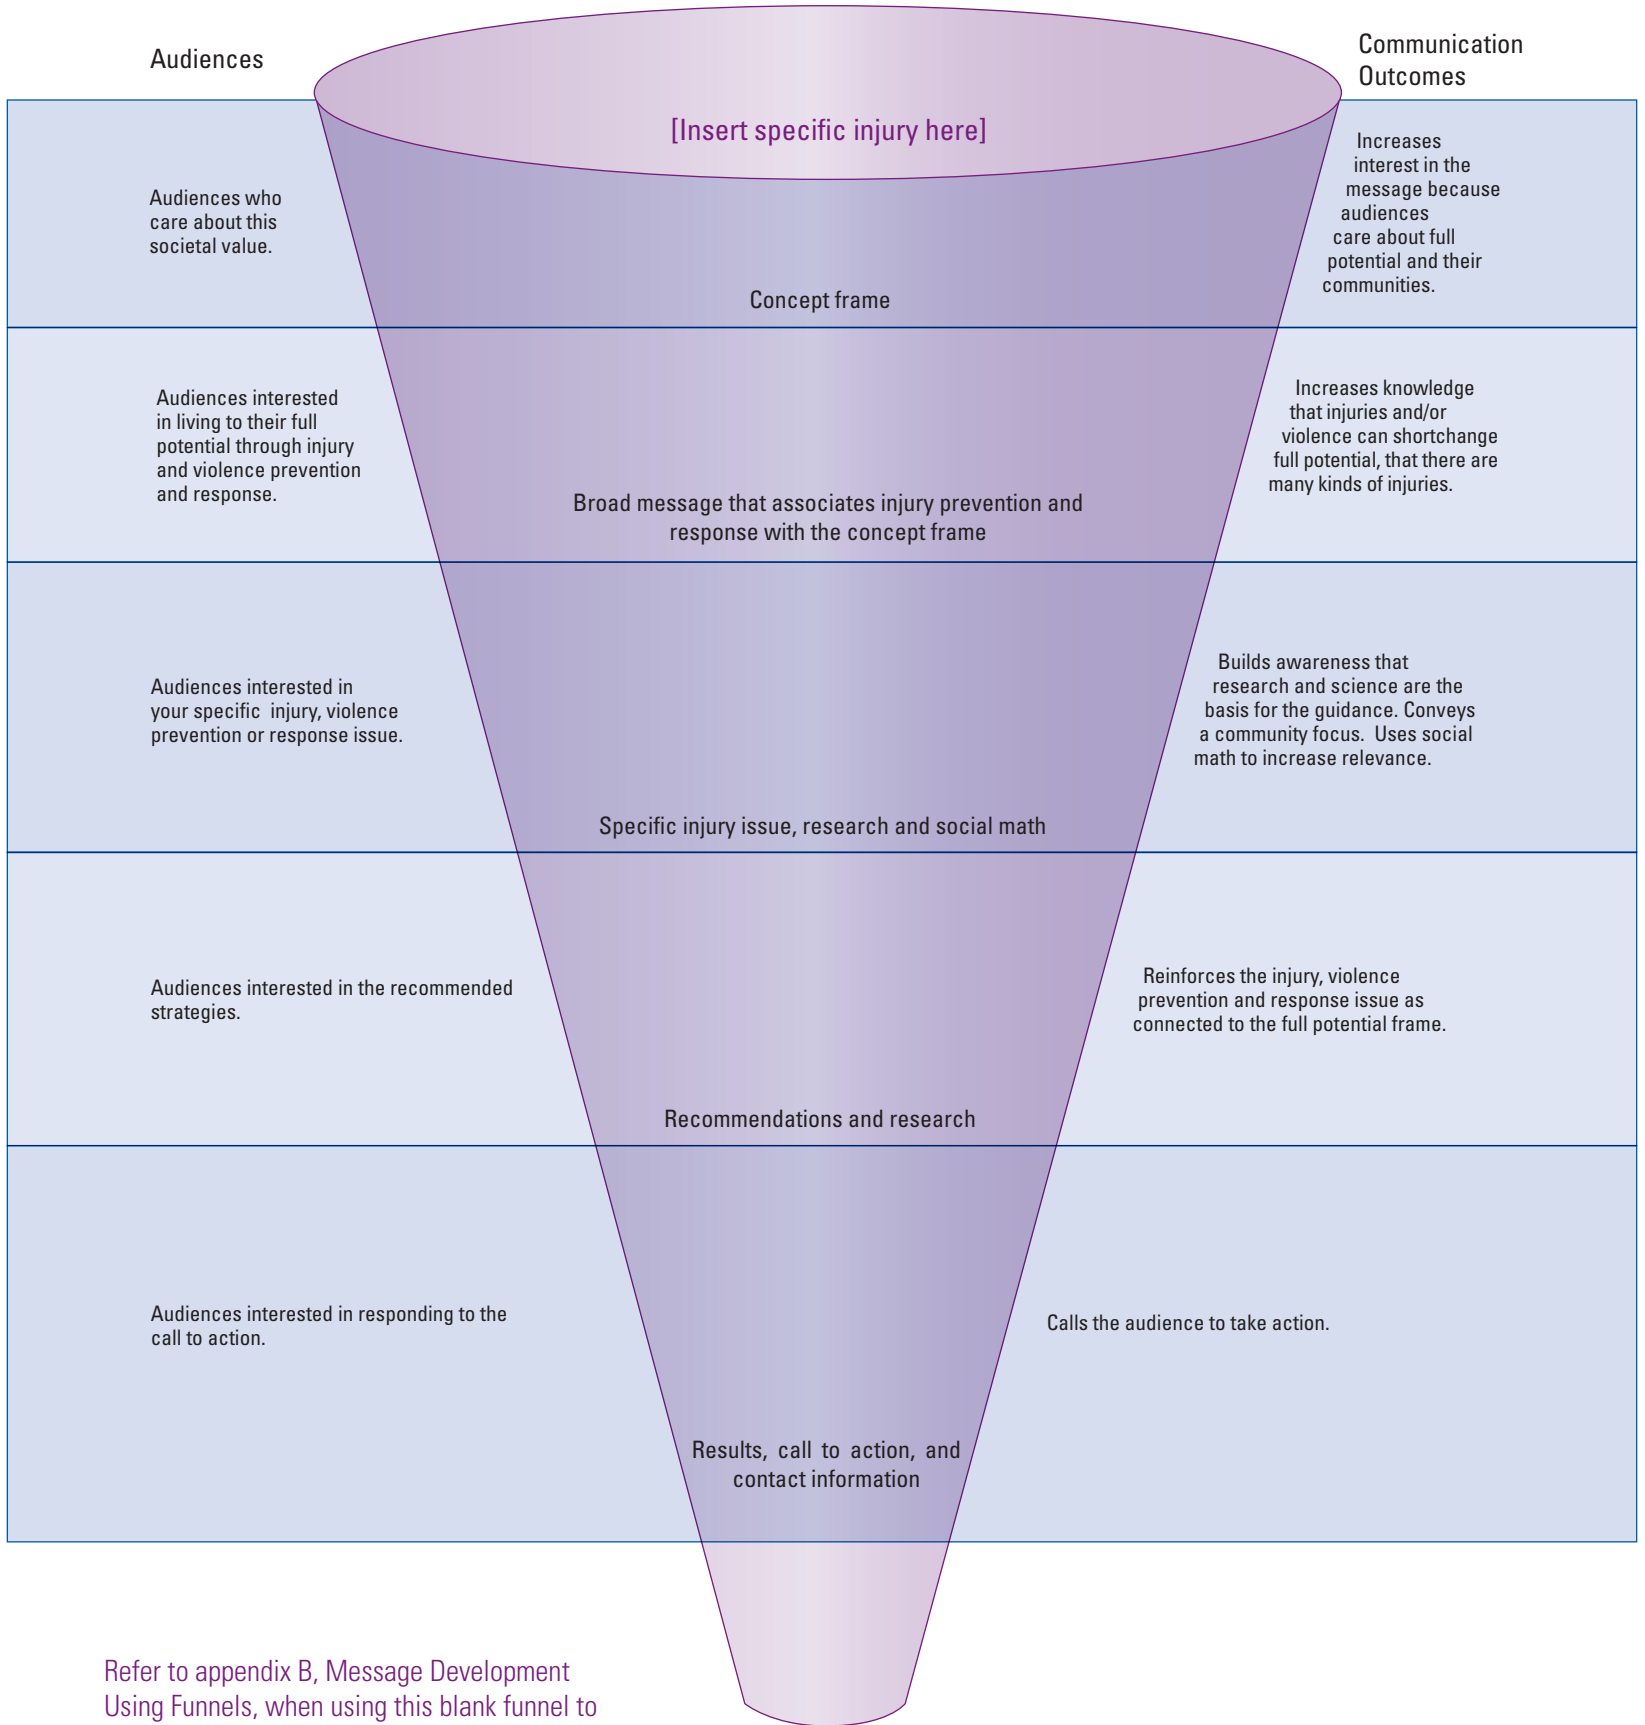 Audiences
Communication
Outcomes
[Insert specific injury here]
Audiences who
care about this
societal value.
Concept frame
Increases
interest in the
message because
audiences
care about full
potential and their
communities.
Audiences interested
in living to their full
potential through injury
and violence prevention
and response.
Broad message that associates injury prevention and
response with the concept frame
Increases knowledge
that injuries and/or
violence can shortchange
full potential, that there are
many kinds of injuries.
Audiences interested in
your specific injury, violence
prevention or response issue.
Specific injury issue, research and social math
Builds awareness that
research and science are the
basis for the guidance. Conveys
a community focus. Uses social
math to increase relevance.
Audiences interested in the recommended
strategies.
Recommendations and research
Reinforces the injury, violence
prevention and response issue as
connected to the full potential frame.
Audiences interested in responding to the
call to action.
Results, call to action, and
contact information
Calls the audience to take action.
Refer to appendix B, Message Development
Using Funnels, when using this blank funnel to